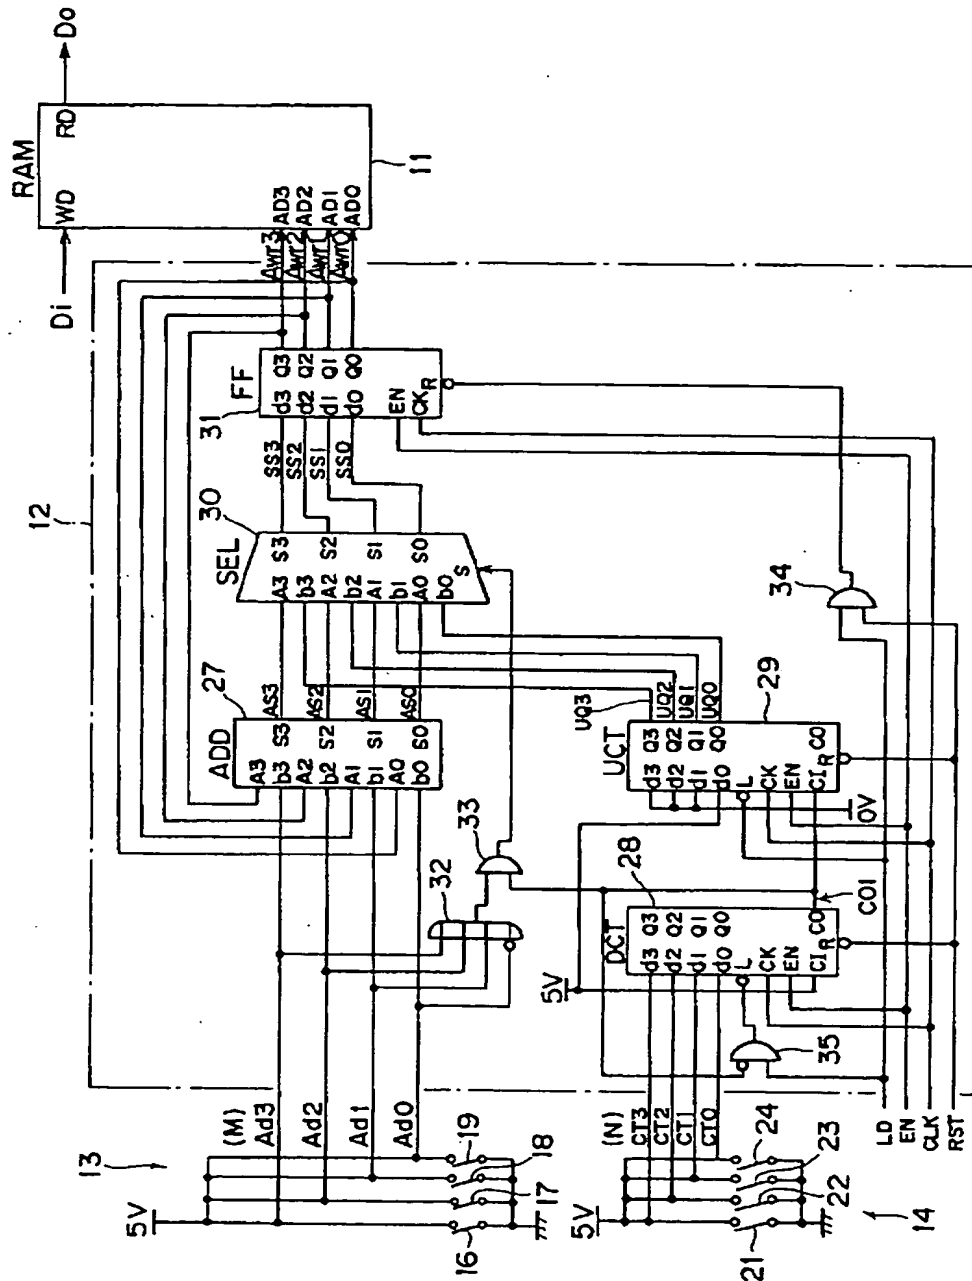 RAM
WD
RD
Di
Do
AD3
AD2
AD1
AD0
11
AWT3
AWT2
AWT1
AWT0
12
FF
31
d3 Q3
d2 Q2
d1 Q1
d0 Q0
EN
CK
R
SS3
SS2
SS1
SS0
30
SEL
A3
b3
A2
b2
A1
b1
A0
b0
S3
S2
S1
S0
S
27
ADD
A3
b3
A2
b2
A1
b1
A0
b0
S3
S2
S1
S0
AS3
AS2
AS1
AS0
33
32
34
UQ3
UQ2
UQ1
UQ0
29
UCT
d3 Q3
d2 Q2
d1 Q1
d0 Q0
L
CK
EN
CI
R
CO
0V
28
DCT
d3 Q3
d2 Q2
d1 Q1
d0 Q0
L
CK
EN
CI
R
CO
CO1
5V
35
13
(M)
Ad3
Ad2
Ad1
Ad0
5V
19
18
17
16
(N)
CT3
CT2
CT1
CT0
5V
24
23
22
21
14
LD
EN
CLK
RST